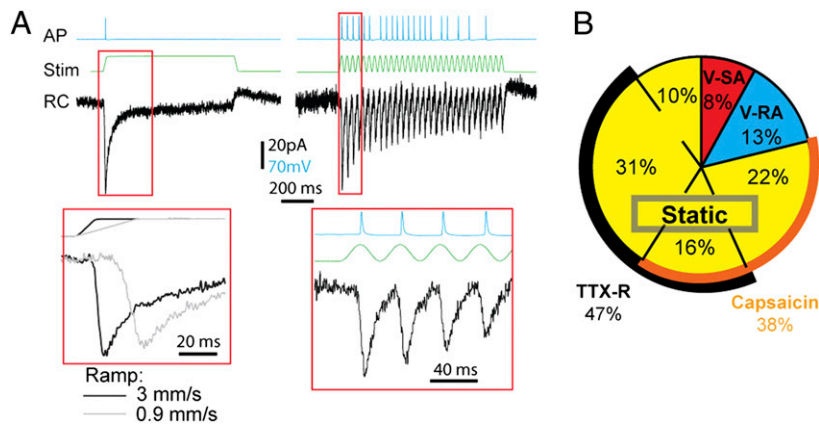 A
AP
Stim
RC
20pA
70mV
200 ms
20 ms
Ramp:
3 mm/s
0.9 mm/s
40 ms
B
V-SA
8%
V-RA
13%
10%
31%
22%
Static
16%
TTX-R
47%
Capsaicin
38%